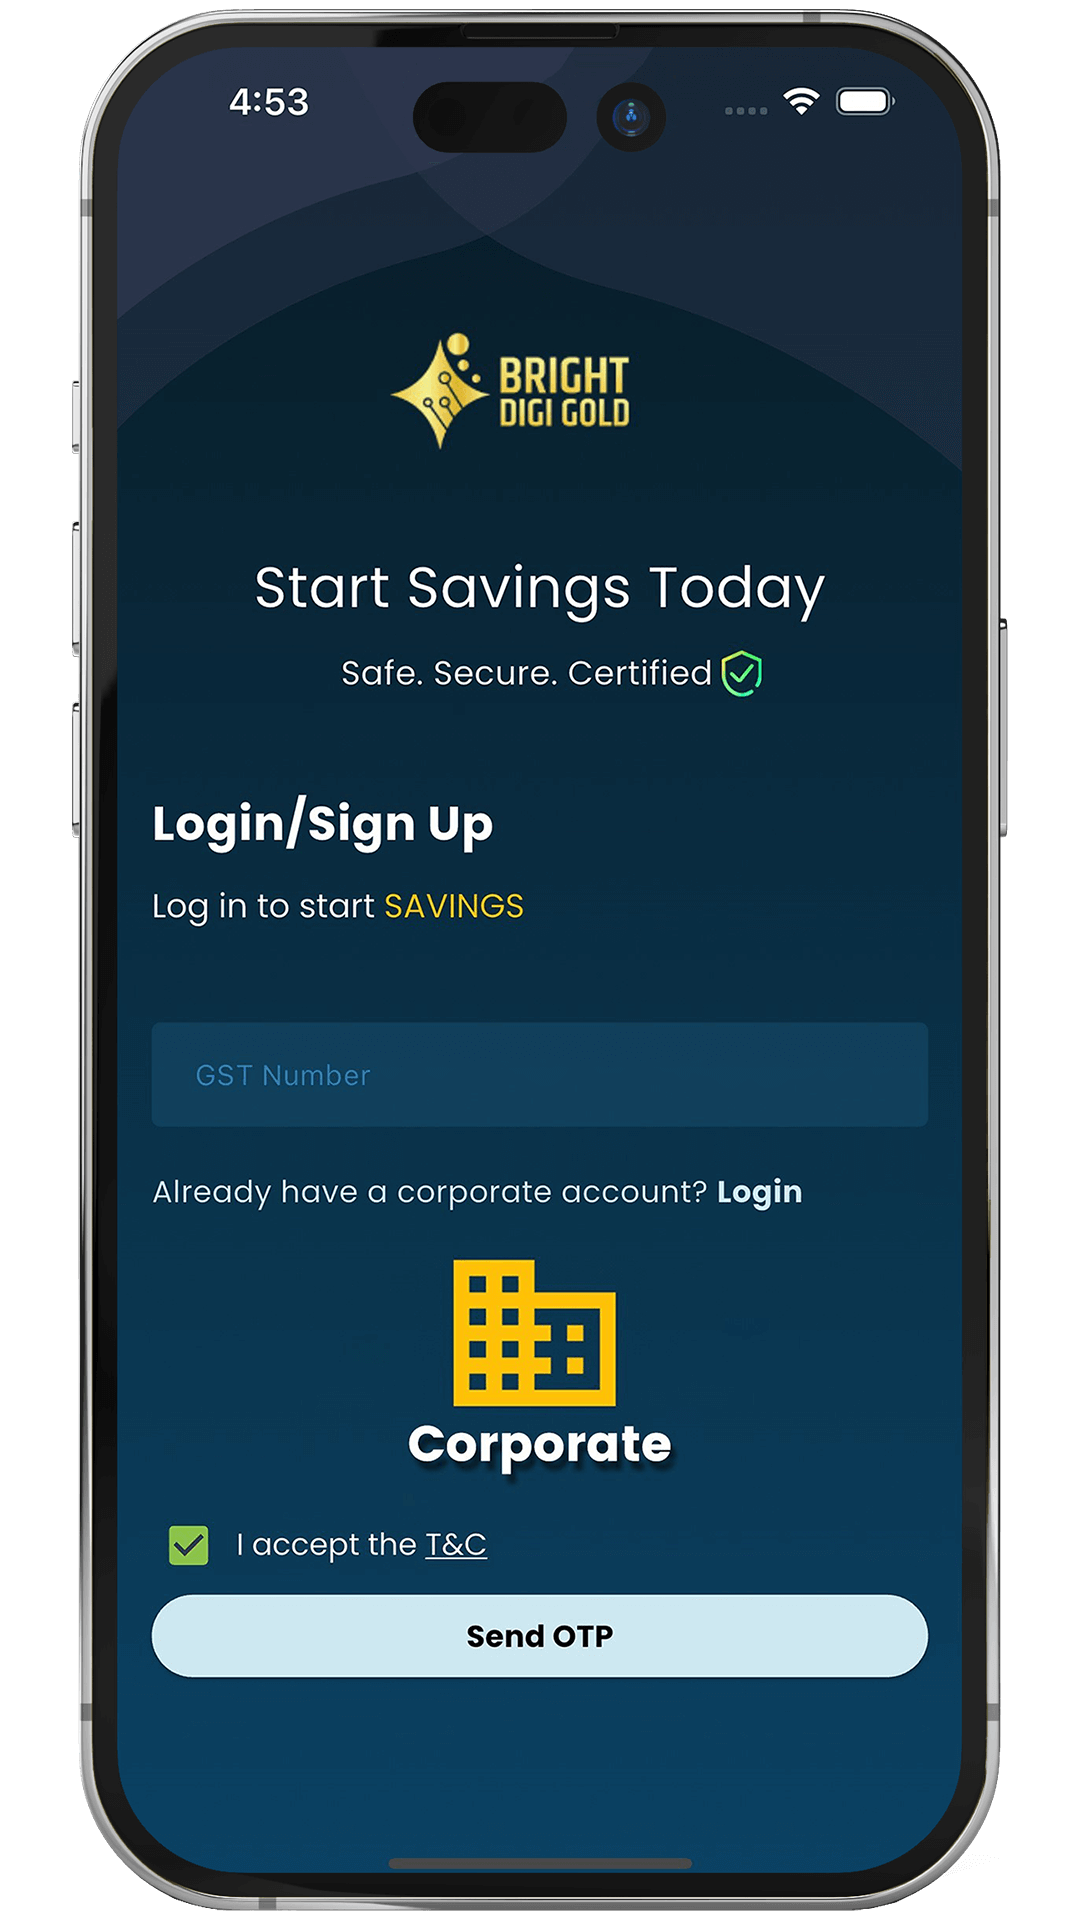 4:53
BRIGHT
DIGI GOLD
Start Savings Today
Safe. Secure. Certified
Login/Sign Up
Log in to start SAVINGS
GST Number
Already have a corporate account? Login
Corporate
I accept the T&C
Send OTP